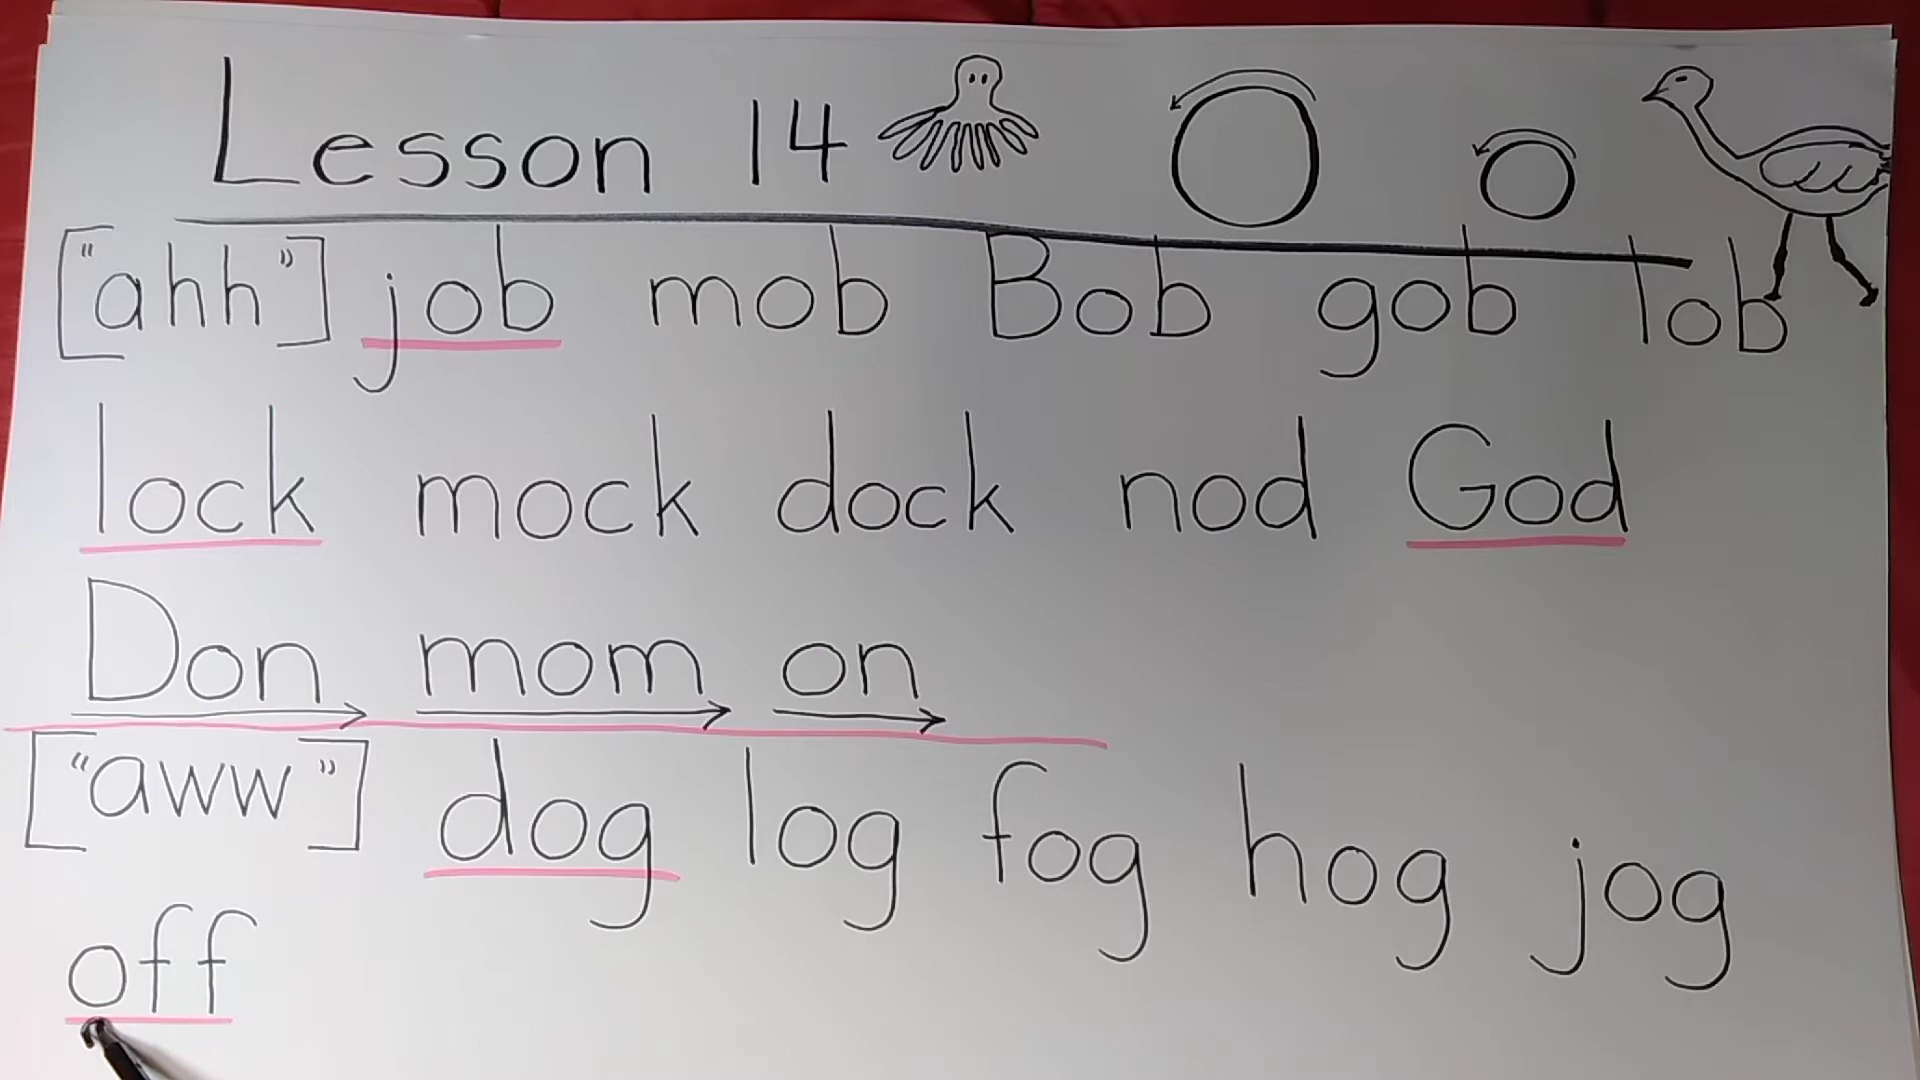 Lesson 14 O o
["ahh"] job mob Bob gob lob
lock mock dock nod God
Don mom on
["aww"] dog log fog hog jog
off